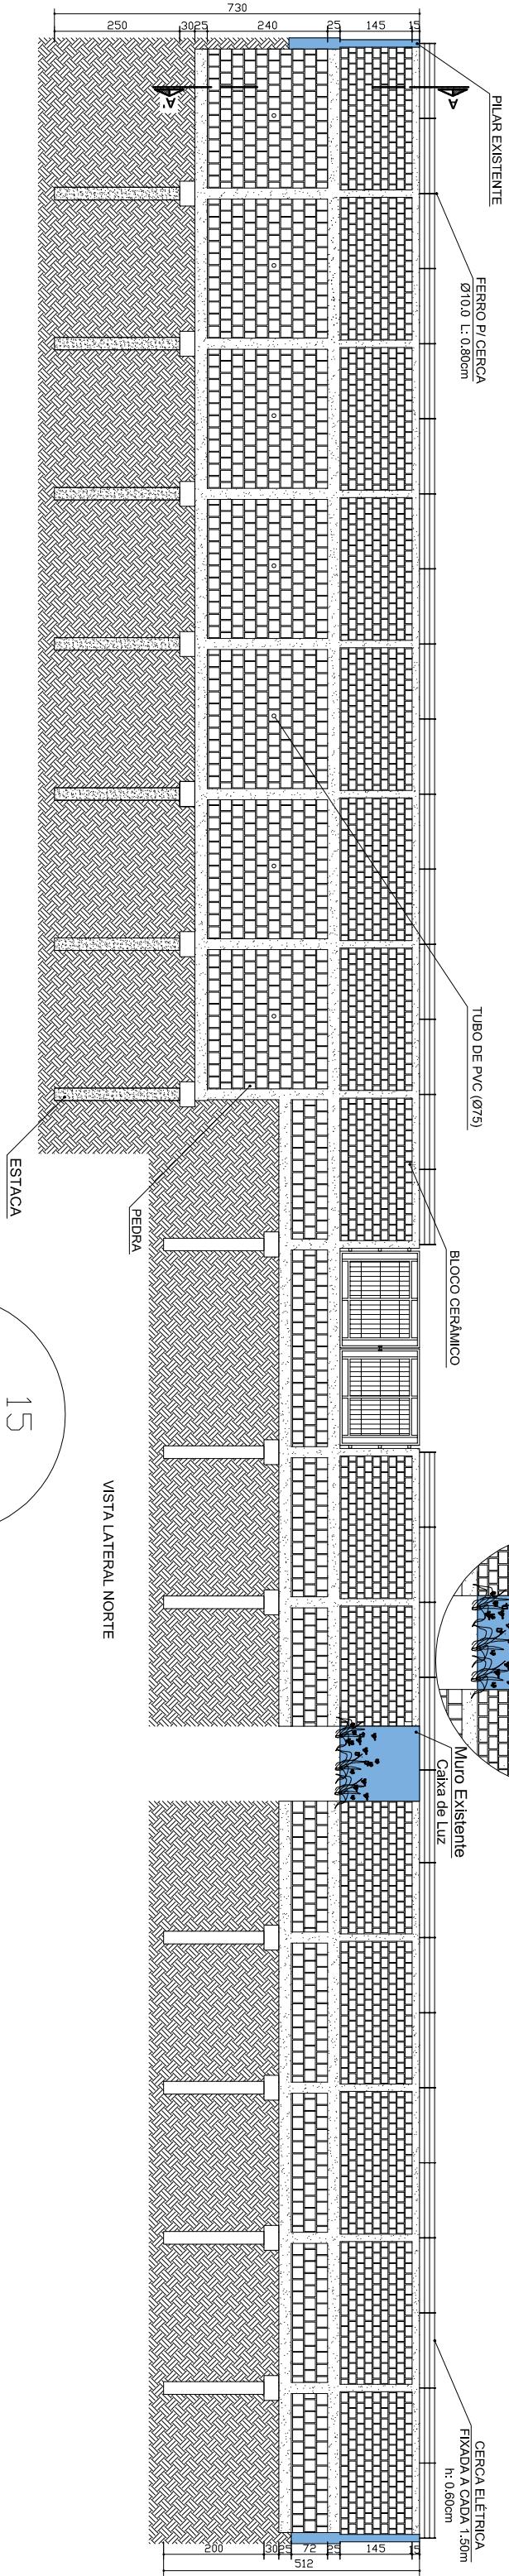 730
250
30
25
240
25
145
15
A'
A
PILAR EXISTENTE
FERRO P/ CERCA
Ø10.0 L: 0.80cm
TUBO DE PVC (Ø75)
BLOCO CERÂMICO
PEDRA
ESTACA
15
VISTA LATERAL NORTE
Muro Existente
Caixa de Luz
CERCA ELÉTRICA
FIXADA A CADA 1.50m
h: 0.60cm
200
30
25
72
25
145
15
512